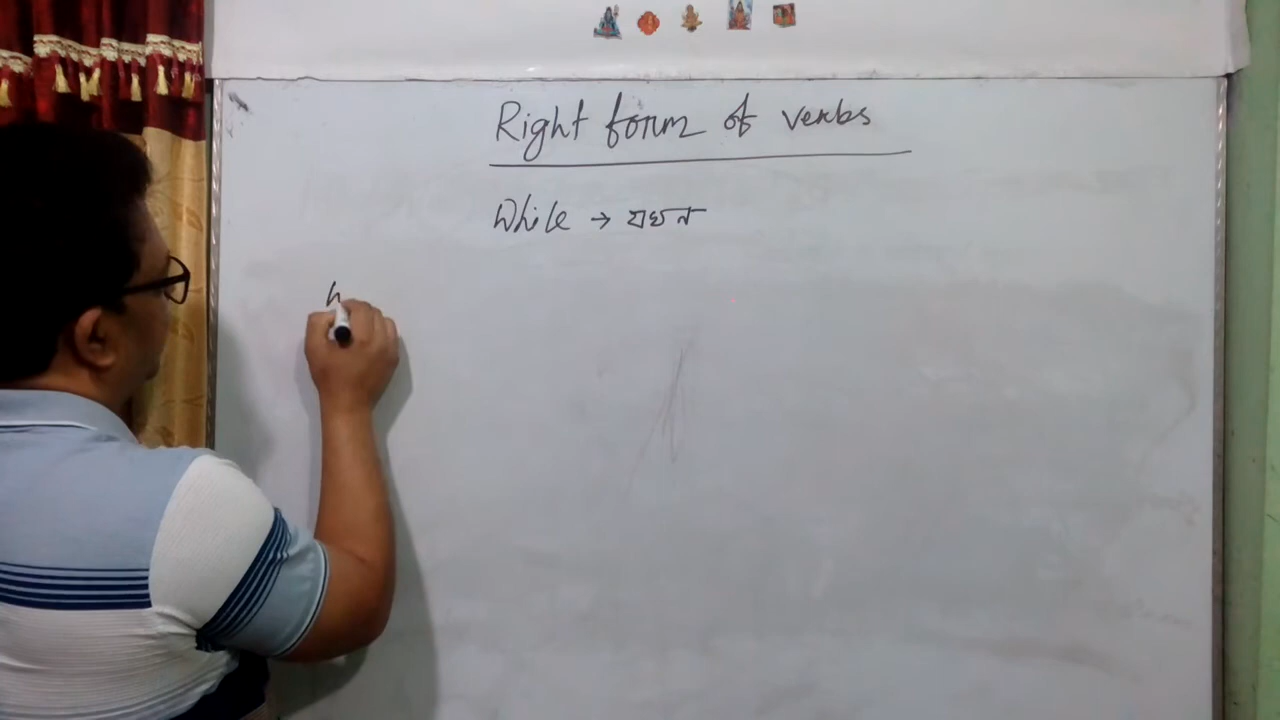 Right form of verbs
While → যখন